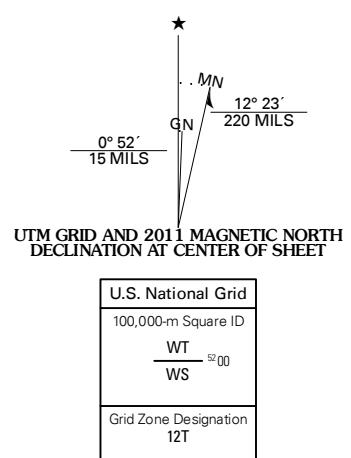 ★
MN
GN
12° 23´
220 MILS
0° 52´
15 MILS
UTM GRID AND 2011 MAGNETIC NORTH
DECLINATION AT CENTER OF SHEET
U.S. National Grid
100,000-m Square ID
WT
5200
WS
Grid Zone Designation
12T